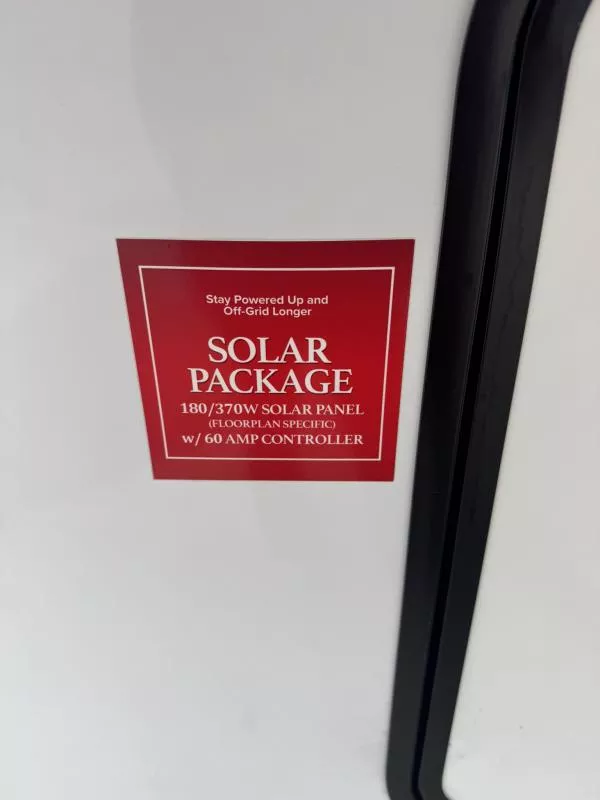 Stay Powered Up and
Off-Grid Longer
SOLAR
PACKAGE
180/370W SOLAR PANEL
(FLOORPLAN SPECIFIC)
w/ 60 AMP CONTROLLER